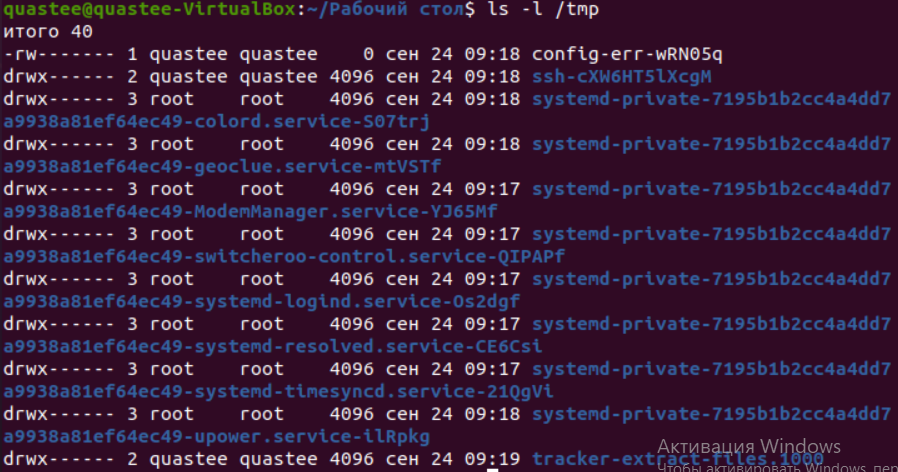 quastee@quastee-VirtualBox:~/Рабочий стол$ ls -l /tmp
итого 40
-rw------- 1 quastee quastee    0 сен 24 09:18 config-err-wRN05q
drwx------ 2 quastee quastee 4096 сен 24 09:18 ssh-cXW6HT5lXcgM
drwx------ 3 root    root    4096 сен 24 09:18 systemd-private-7195b1b2cc4a4dd7
a9938a81ef64ec49-colord.service-S07trj
drwx------ 3 root    root    4096 сен 24 09:18 systemd-private-7195b1b2cc4a4dd7
a9938a81ef64ec49-geoclue.service-mtVSTf
drwx------ 3 root    root    4096 сен 24 09:17 systemd-private-7195b1b2cc4a4dd7
a9938a81ef64ec49-ModemManager.service-YJ65Mf
drwx------ 3 root    root    4096 сен 24 09:17 systemd-private-7195b1b2cc4a4dd7
a9938a81ef64ec49-switcheroo-control.service-QIPAPf
drwx------ 3 root    root    4096 сен 24 09:17 systemd-private-7195b1b2cc4a4dd7
a9938a81ef64ec49-systemd-logind.service-Os2dgf
drwx------ 3 root    root    4096 сен 24 09:17 systemd-private-7195b1b2cc4a4dd7
a9938a81ef64ec49-systemd-resolved.service-CE6Csi
drwx------ 3 root    root    4096 сен 24 09:17 systemd-private-7195b1b2cc4a4dd7
a9938a81ef64ec49-systemd-timesyncd.service-21QgVi
drwx------ 3 root    root    4096 сен 24 09:18 systemd-private-7195b1b2cc4a4dd7
a9938a81ef64ec49-upower.service-ilRpkg
drwx------ 2 quastee quastee 4096 сен 24 09:19 tracker-extract-files.1000
Активация Windows
Чтобы активировать Windows, пер